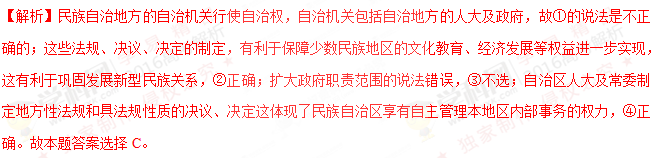 【解析】民族自治地方的自治机关行使自治权，自治机关包括自治地方的人大及政府，故①的说法是不正
确的；这些法规、决议、决定的制定，有利于保障少数民族地区的文化教育、经济发展等权益进一步实现，
这有利于巩固发展新型民族关系，②正确；扩大政府职责范围的说法错误，③不选；自治区人大及常委制
定地方性法规和具法规性质的决议、决定这体现了民族自治区享有自主管理本地区内部事务的权力，④正
确。故本题答案选择 C。